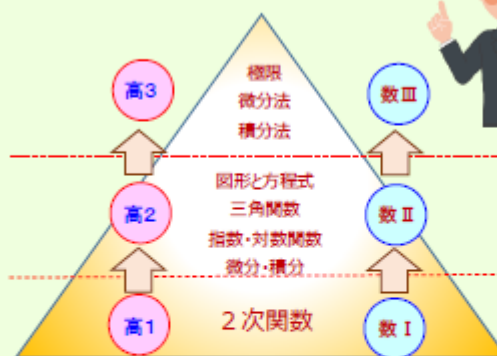 極限
高3
数Ⅲ
微分法
積分法
図形と方程式
高2
三角関数
数Ⅱ
指数・対数関数
微分・積分
高1
2次関数
数Ⅰ